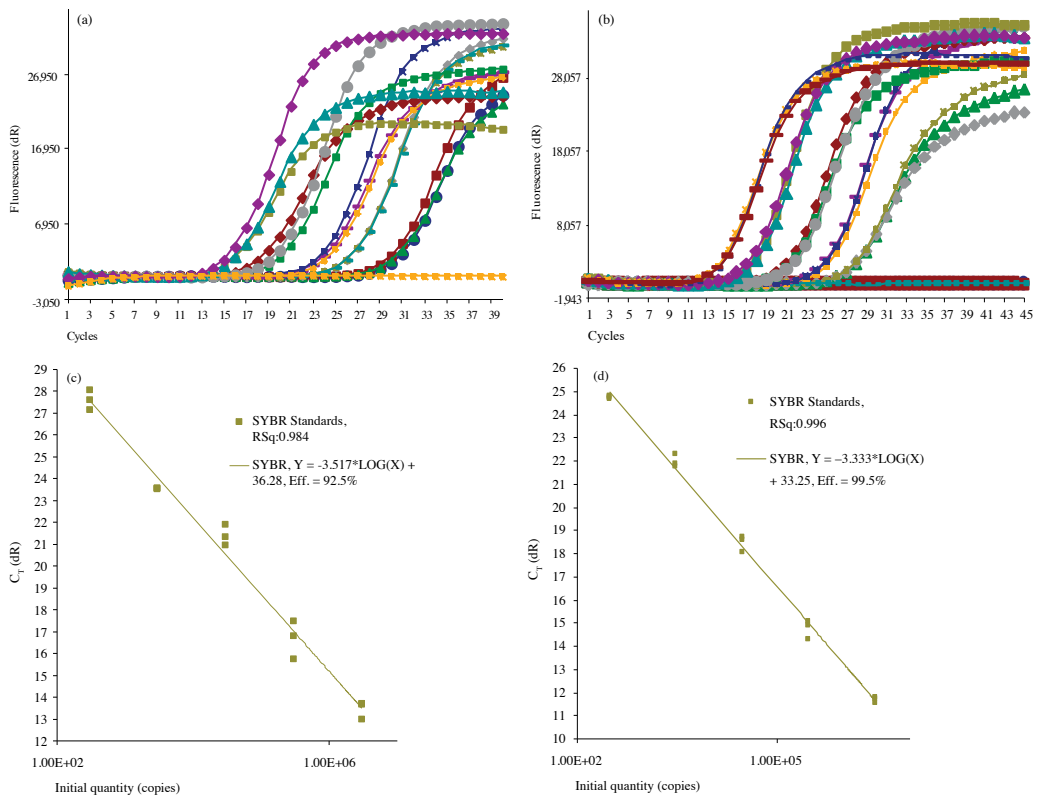 (a)
Fluorescence (dR)
26,950
16,950
6,950
-3,050
1 3 5 7 9 11 13 15 17 19 21 23 25 27 29 31 33 35 37 39
Cycles
(b)
Fluorescence (dR)
28,057
18,057
8,057
-1,943
1 3 5 7 9 11 13 15 17 19 21 23 25 27 29 31 33 35 37 39 41 43 45
Cycles
(c)
C_T (dR)
29
28
27
26
25
24
23
22
21
20
19
18
17
16
15
14
13
12
SYBR Standards,
RSq:0.984
SYBR, Y = -3.517*LOG(X) +
36.28, Eff. = 92.5%
1.00E+02 1.00E+06
Initial quantity (copies)
(d)
C_T (dR)
26
25
24
23
22
21
20
19
18
17
16
15
14
13
12
11
10
SYBR Standards,
RSq:0.996
SYBR, Y = –3.333*LOG(X)
+ 33.25, Eff. = 99.5%
1.00E+02 1.00E+05
Initial quantity (copies)